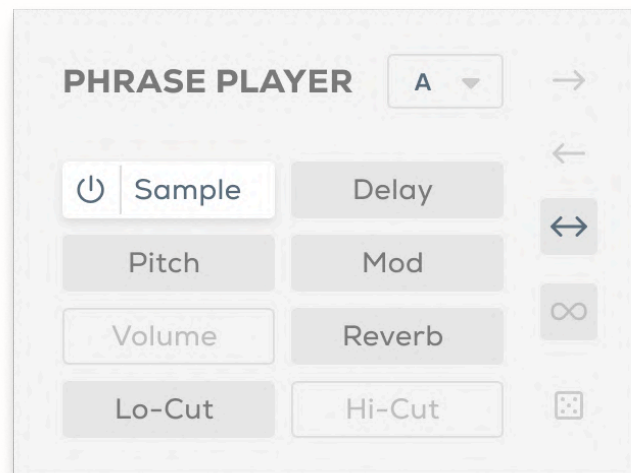 PHRASE PLAYER A
Sample Delay
Pitch Mod
Volume Reverb
Lo-Cut Hi-Cut